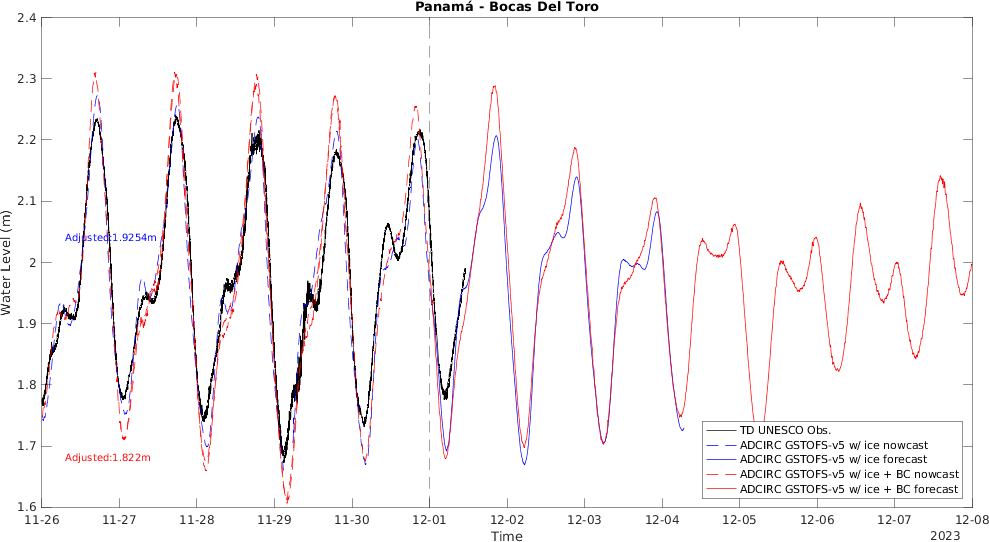 Panamá - Bocas Del Toro
2.4
2.3
2.2
2.1
2
1.9
1.8
1.7
1.6
Water Level (m)
Adjusted:1.9254m
Adjusted:1.822m
TD UNESCO Obs.
ADCIRC GSTOFS-v5 w/ ice nowcast
ADCIRC GSTOFS-v5 w/ ice forecast
ADCIRC GSTOFS-v5 w/ ice + BC nowcast
ADCIRC GSTOFS-v5 w/ ice + BC forecast
11-26 11-27 11-28 11-29 11-30 12-01 12-02 12-03 12-04 12-05 12-06 12-07 12-08
Time
2023